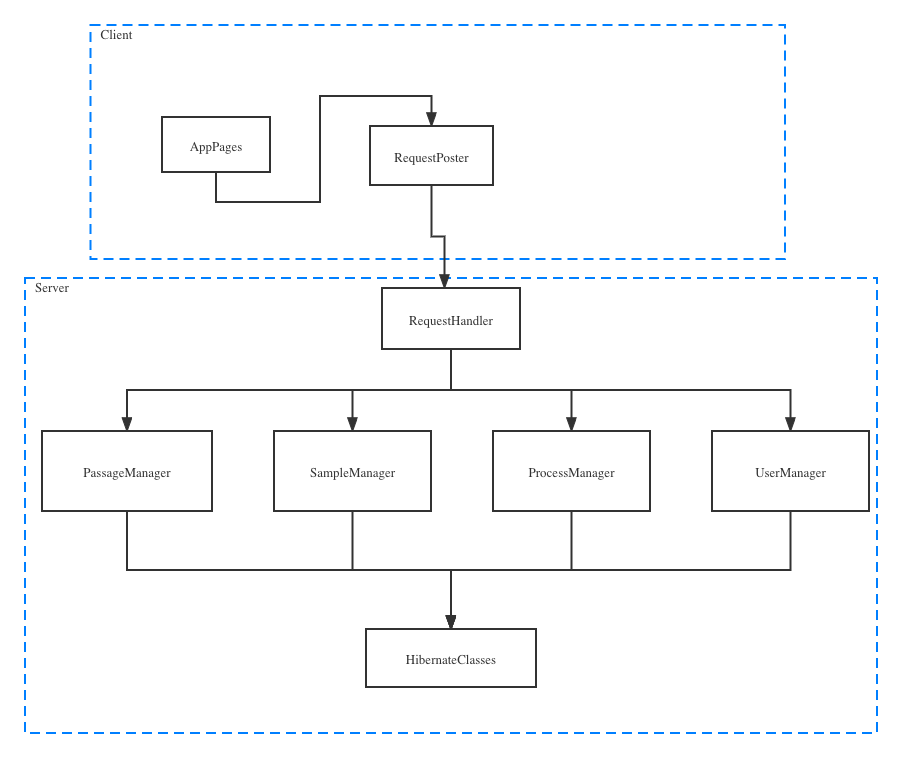 Client
AppPages
RequestPoster
Server
RequestHandler
PassageManager
SampleManager
ProcessManager
UserManager
HibernateClasses